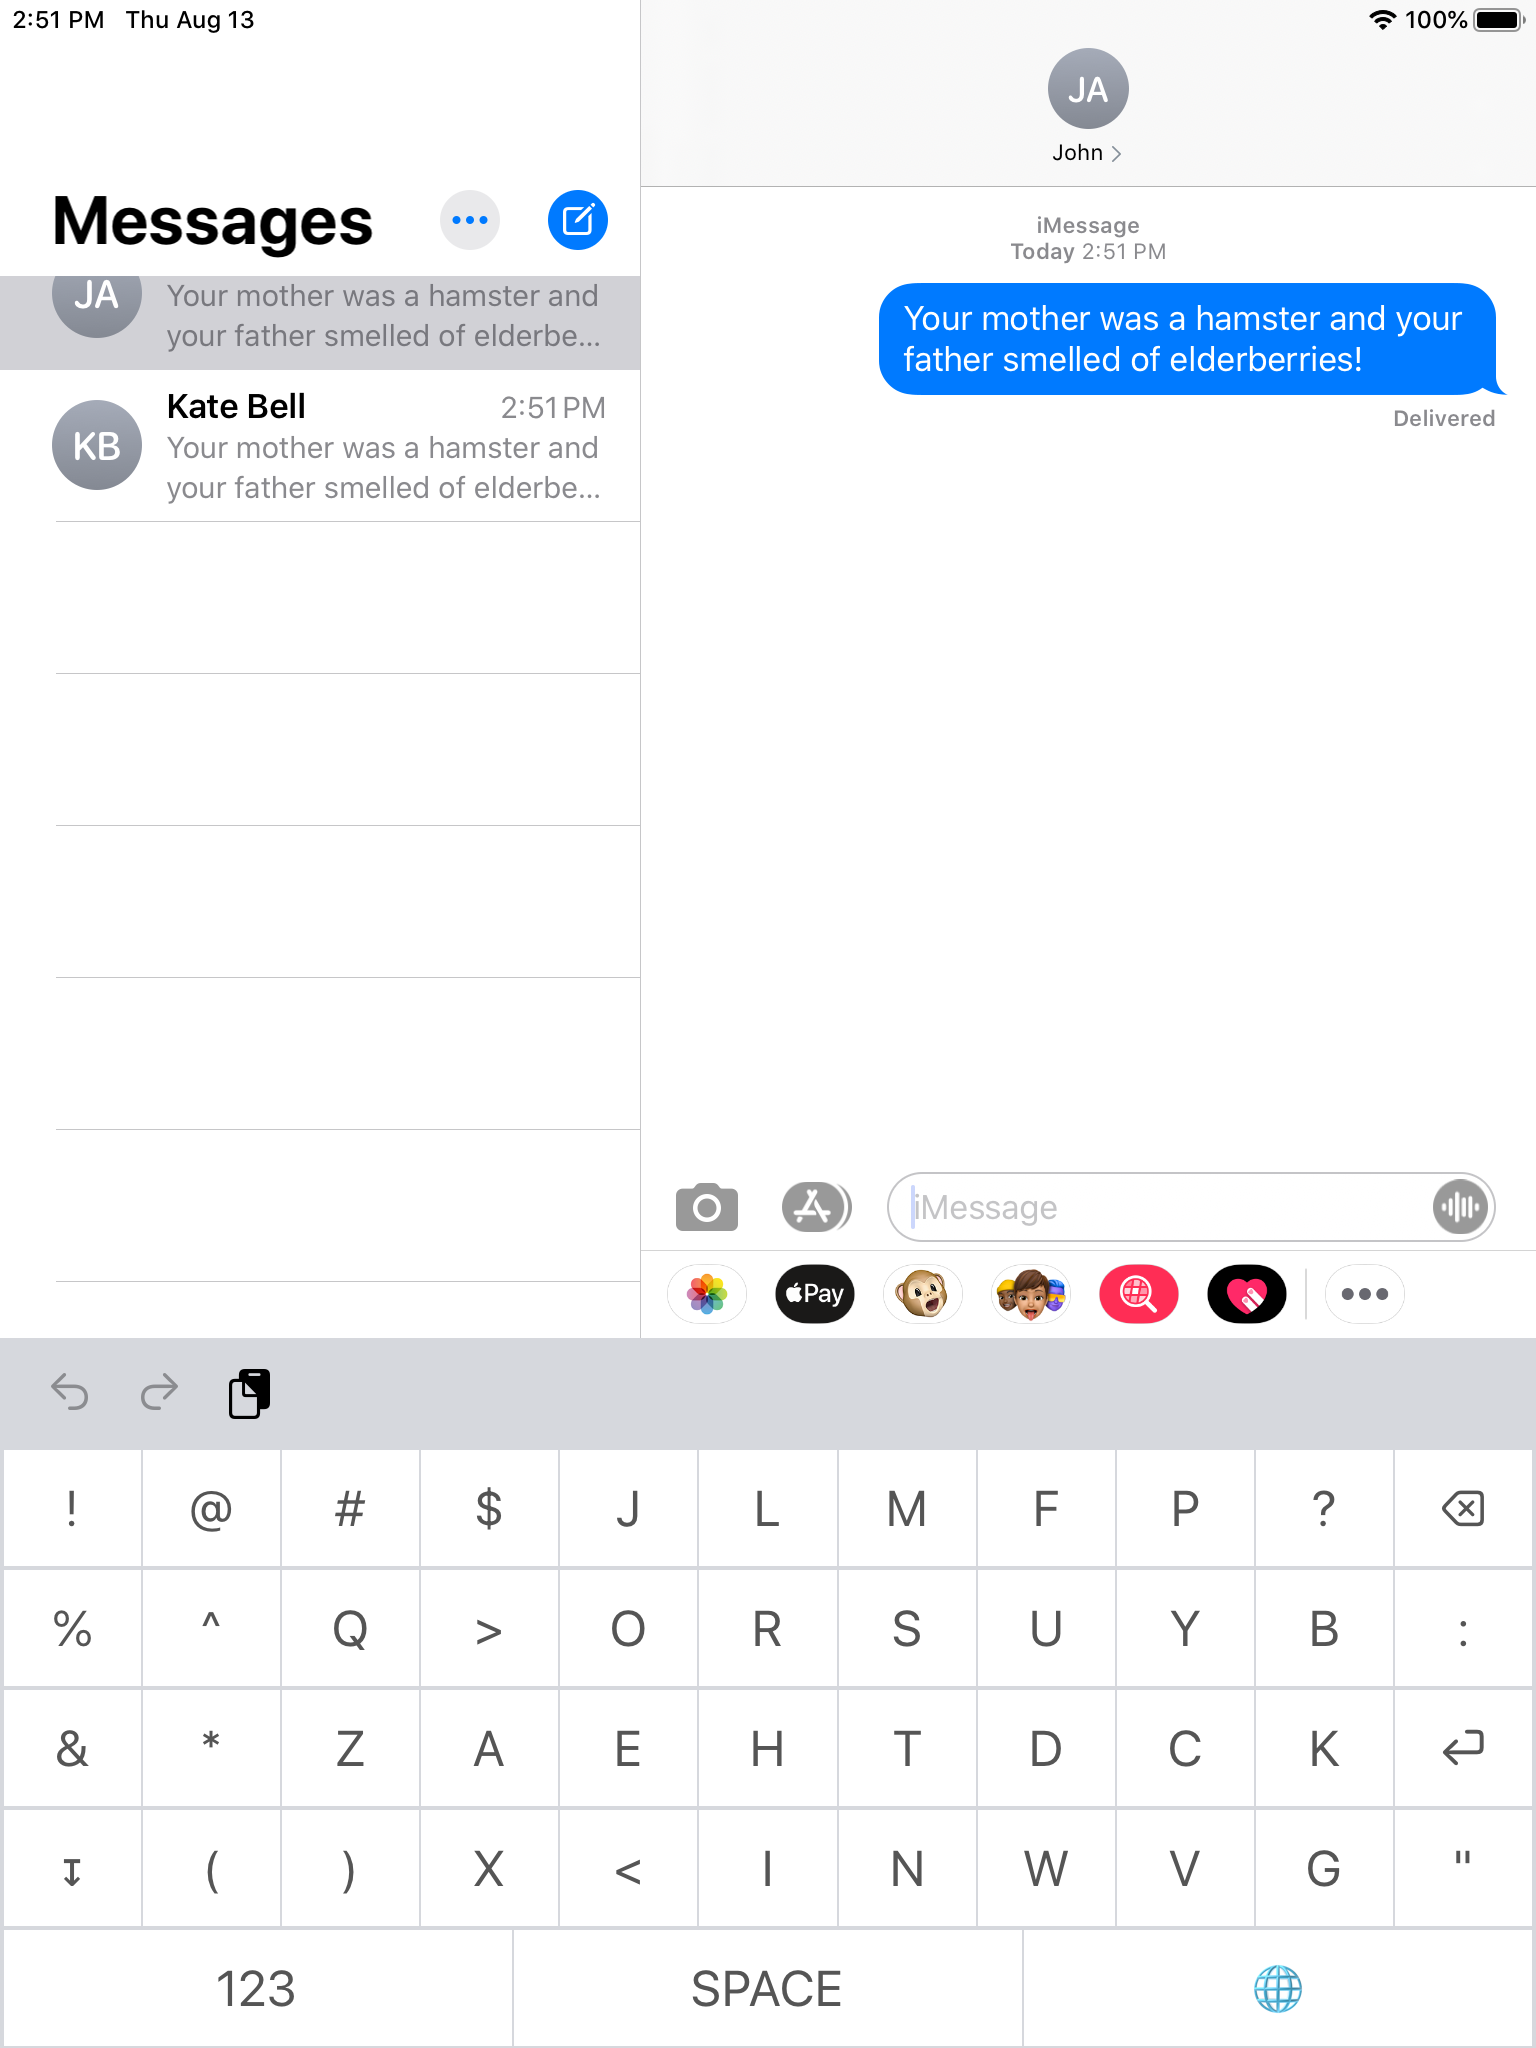 2:51 PM Thu Aug 13
100%
Messages
JA
Your mother was a hamster and
your father smelled of elderbe...
KB
Kate Bell 2:51 PM
Your mother was a hamster and
your father smelled of elderbe...
JA
John
iMessage
Today 2:51 PM
Your mother was a hamster and your
father smelled of elderberries!
Delivered
iMessage
Pay
! @ # $ J L M F P ?
% ^ Q > O R S U Y B :
& * Z A E H T D C K
↧ ( ) X < I N W V G "
123 SPACE